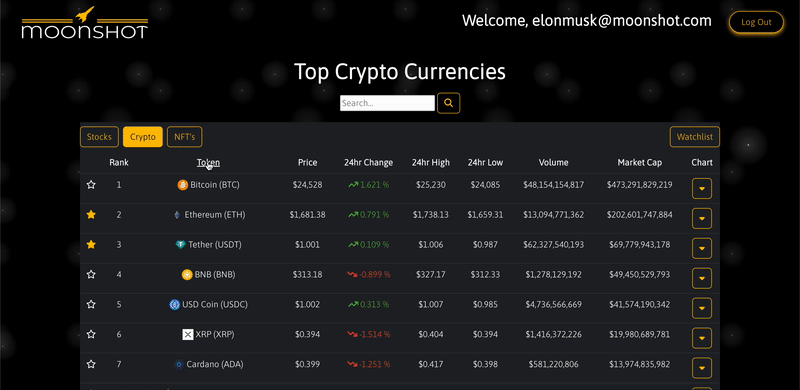 MOONSHOT
Welcome, elonmusk@moonshot.com
Log Out
Top Crypto Currencies
Search...
Stocks Crypto NFT's Watchlist
Rank Token Price 24hr Change 24hr High 24hr Low Volume Market Cap Chart
1 Bitcoin (BTC) $24,528 1.621 % $25,230 $24,085 $48,154,154,817 $473,291,829,219
2 Ethereum (ETH) $1,681.38 0.791 % $1,738.13 $1,659.31 $13,094,771,362 $202,601,747,884
3 Tether (USDT) $1.001 0.109 % $1.006 $0.987 $62,327,540,193 $69,779,943,178
4 BNB (BNB) $313.18 -0.899 % $327.17 $312.33 $1,278,129,192 $49,450,529,793
5 USD Coin (USDC) $1.002 0.313 % $1.007 $0.985 $4,736,566,669 $41,574,190,342
6 XRP (XRP) $0.394 -1.514 % $0.404 $0.394 $1,416,372,226 $19,980,689,781
7 Cardano (ADA) $0.399 -1.251 % $0.417 $0.398 $581,220,806 $13,974,835,982